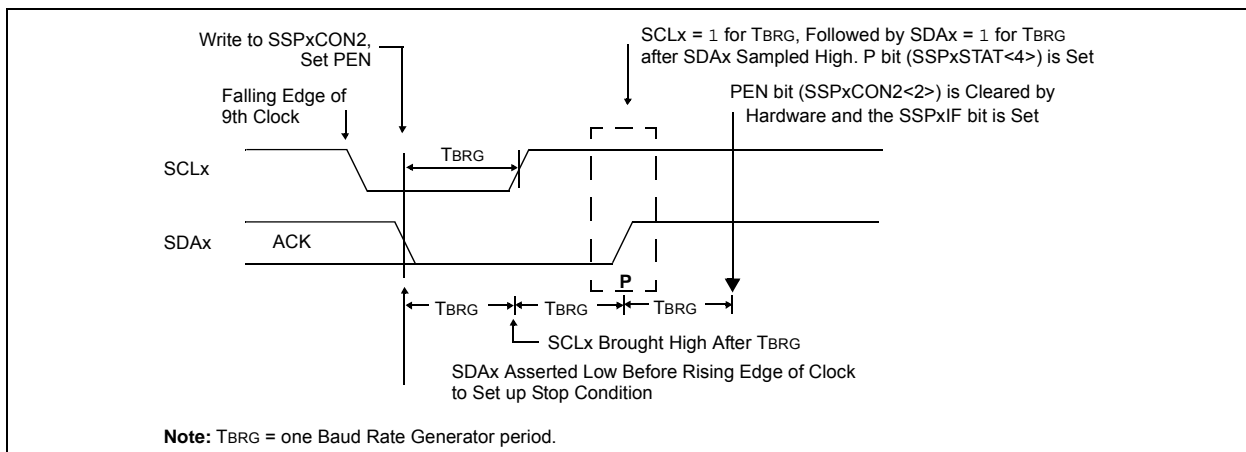 Write to SSPxCON2,
Set PEN
SCLx = 1 for TBRG, Followed by SDAx = 1 for TBRG
after SDAx Sampled High. P bit (SSPxSTAT<4>) is Set
Falling Edge of
9th Clock
PEN bit (SSPxCON2<2>) is Cleared by
Hardware and the SSPxIF bit is Set
TBRG
SCLx
SDAx
ACK
P
TBRG
TBRG
TBRG
SCLx Brought High After TBRG
SDAx Asserted Low Before Rising Edge of Clock
to Set up Stop Condition
Note: TBRG = one Baud Rate Generator period.